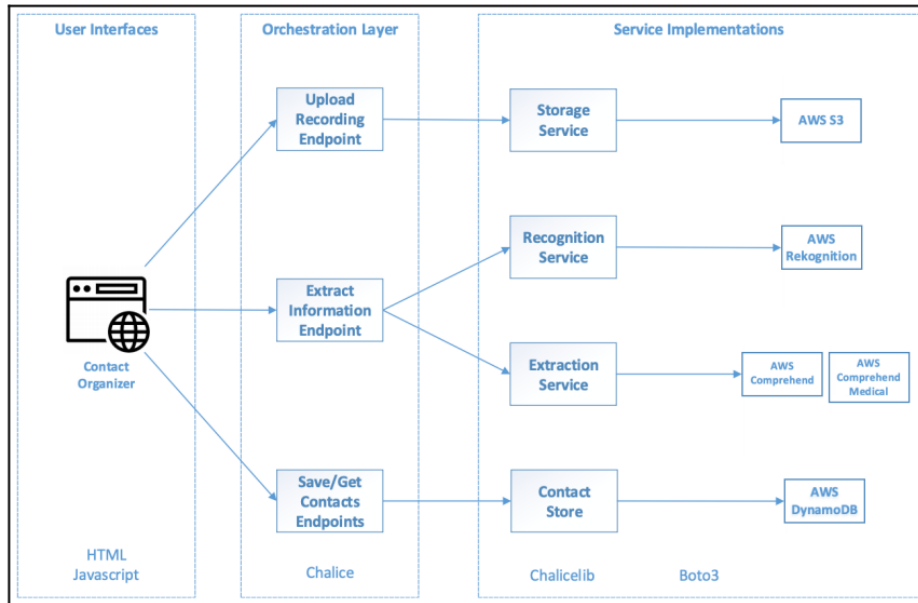 User Interfaces
Orchestration Layer
Service Implementations
Upload
Recording
Endpoint
Storage
Service
AWS S3
Recognition
Service
AWS
Rekognition
Contact
Organizer
Extract
Information
Endpoint
Extraction
Service
AWS
Comprehend
AWS
Comprehend
Medical
Save/Get
Contacts
Endpoints
Contact
Store
AWS
DynamoDB
HTML
Javascript
Chalice
Chalicelib
Boto3